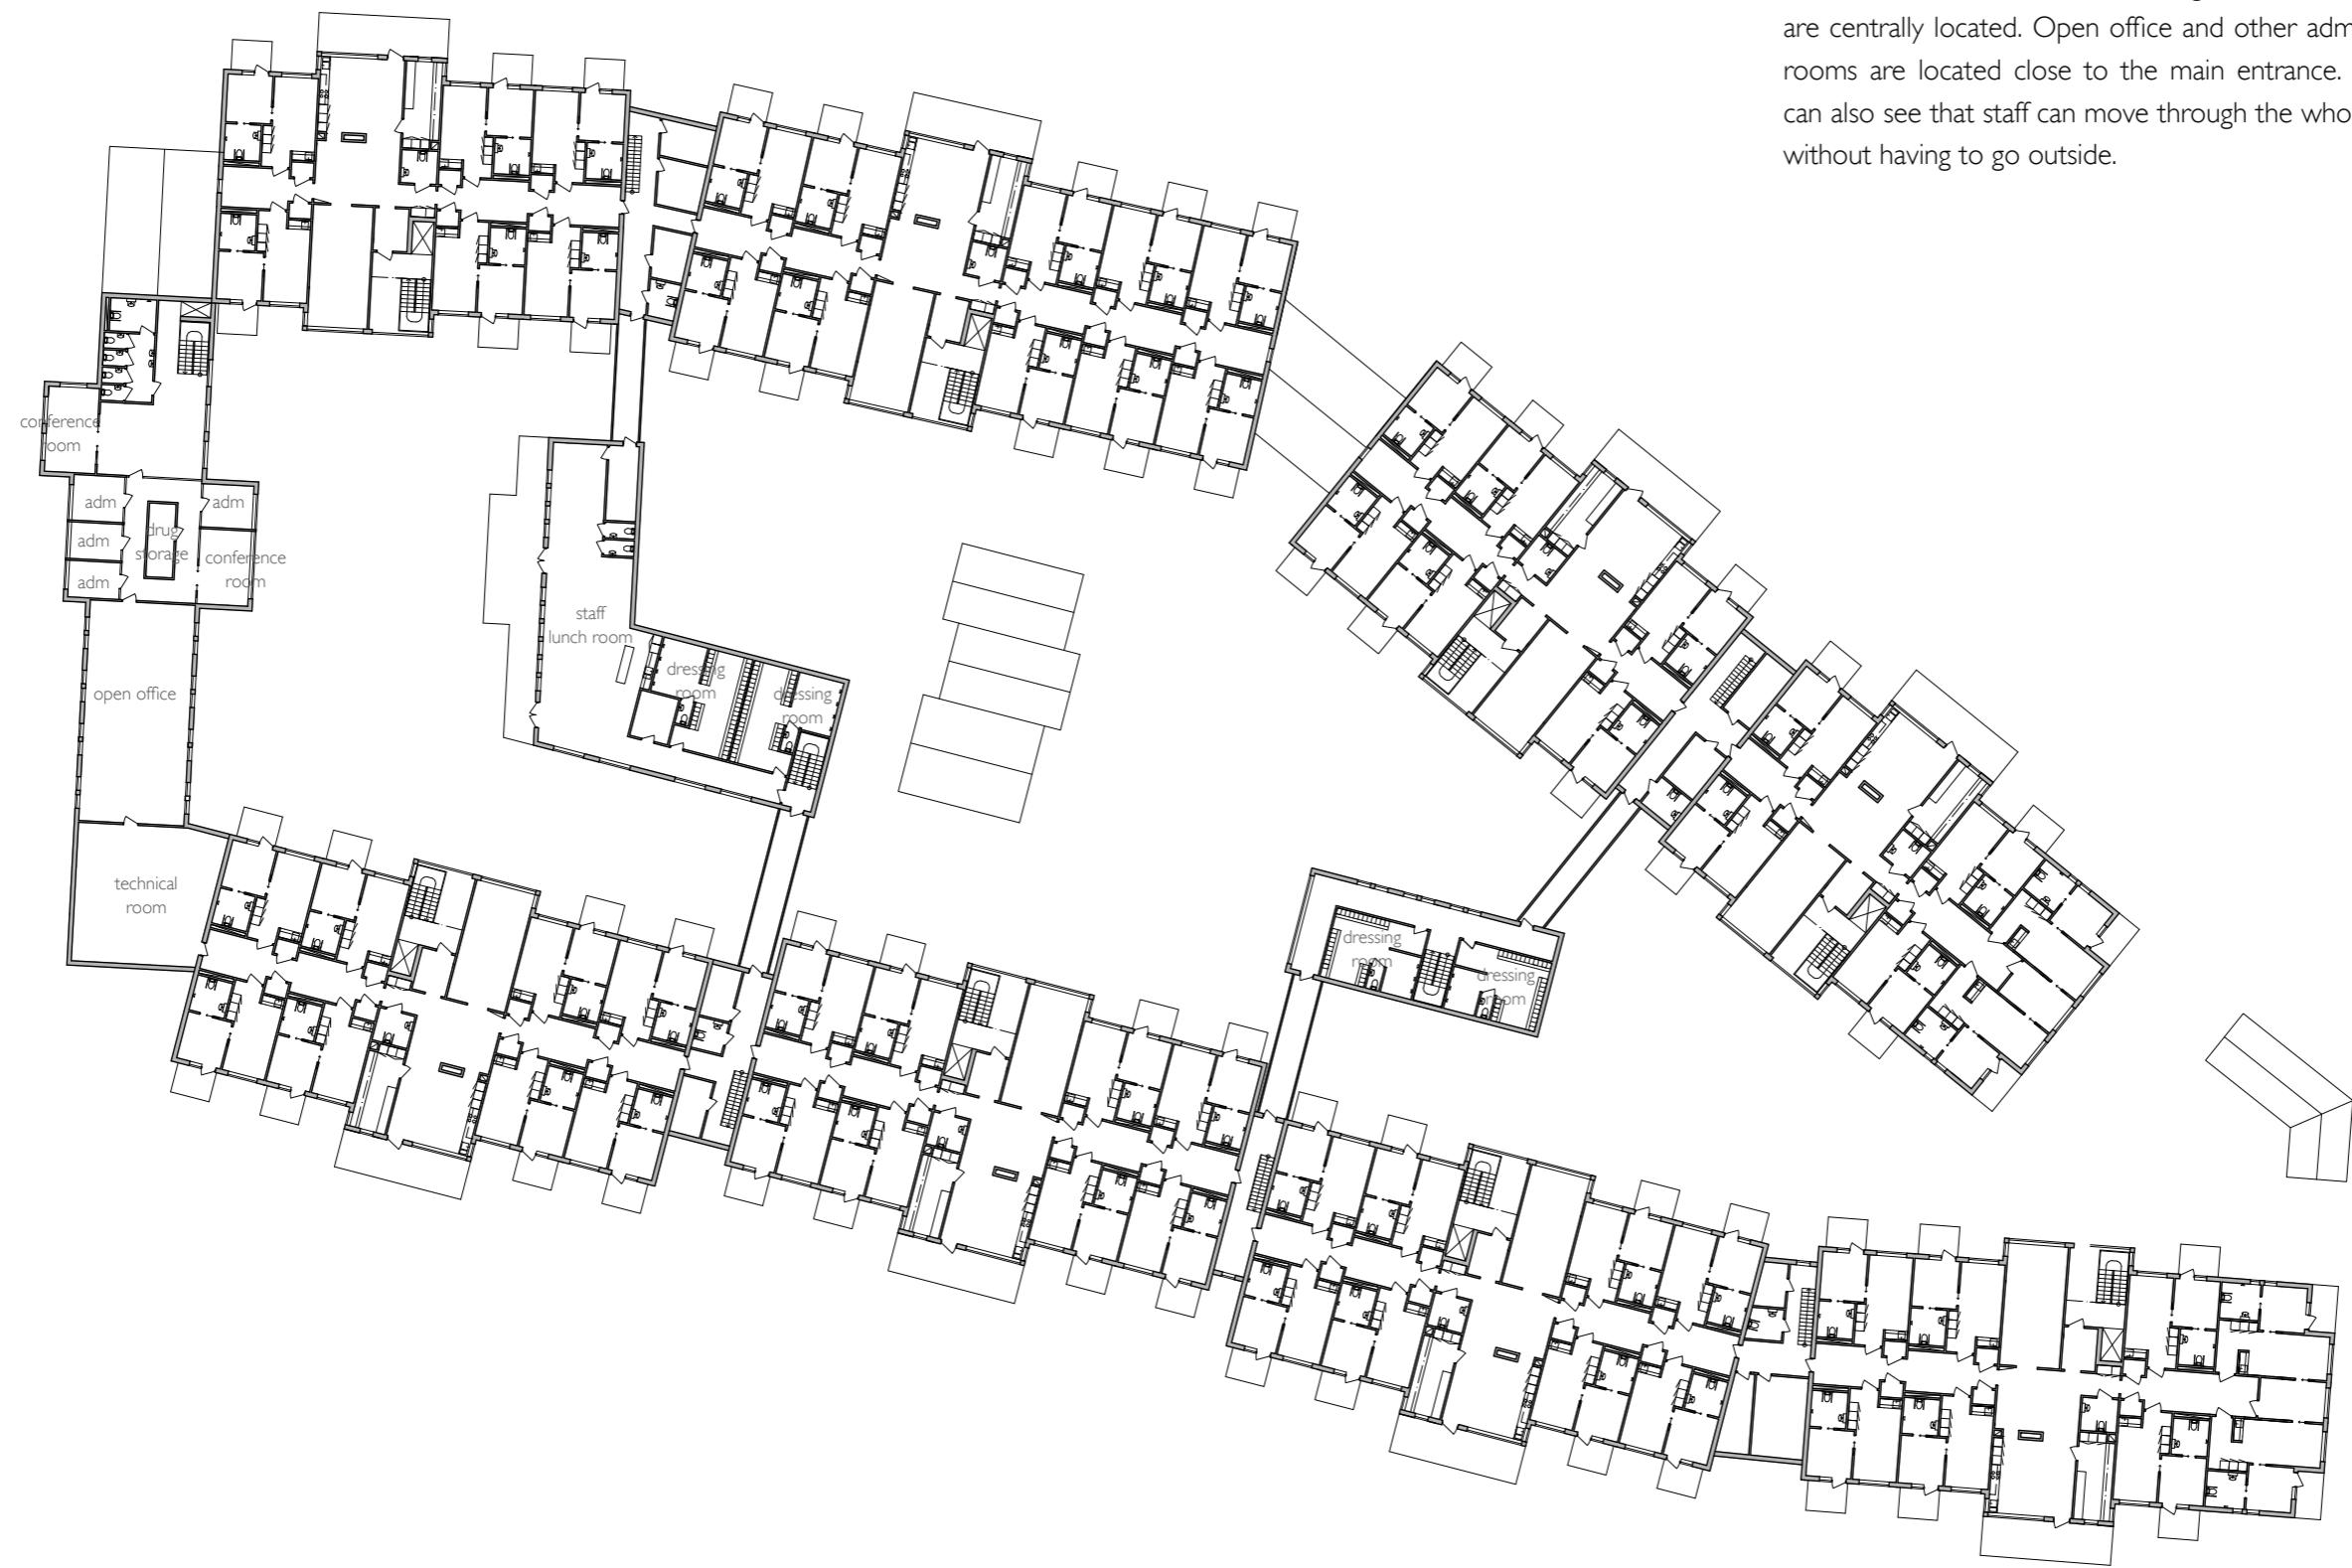 are centrally located. Open office and other adm
rooms are located close to the main entrance.
can also see that staff can move through the who
without having to go outside.
conference
room
adm
adm
drug
storage
adm
conference
room
adm
staff
lunch room
dressing
room
dressing
room
open office
technical
room
dressing
room
dressing
room